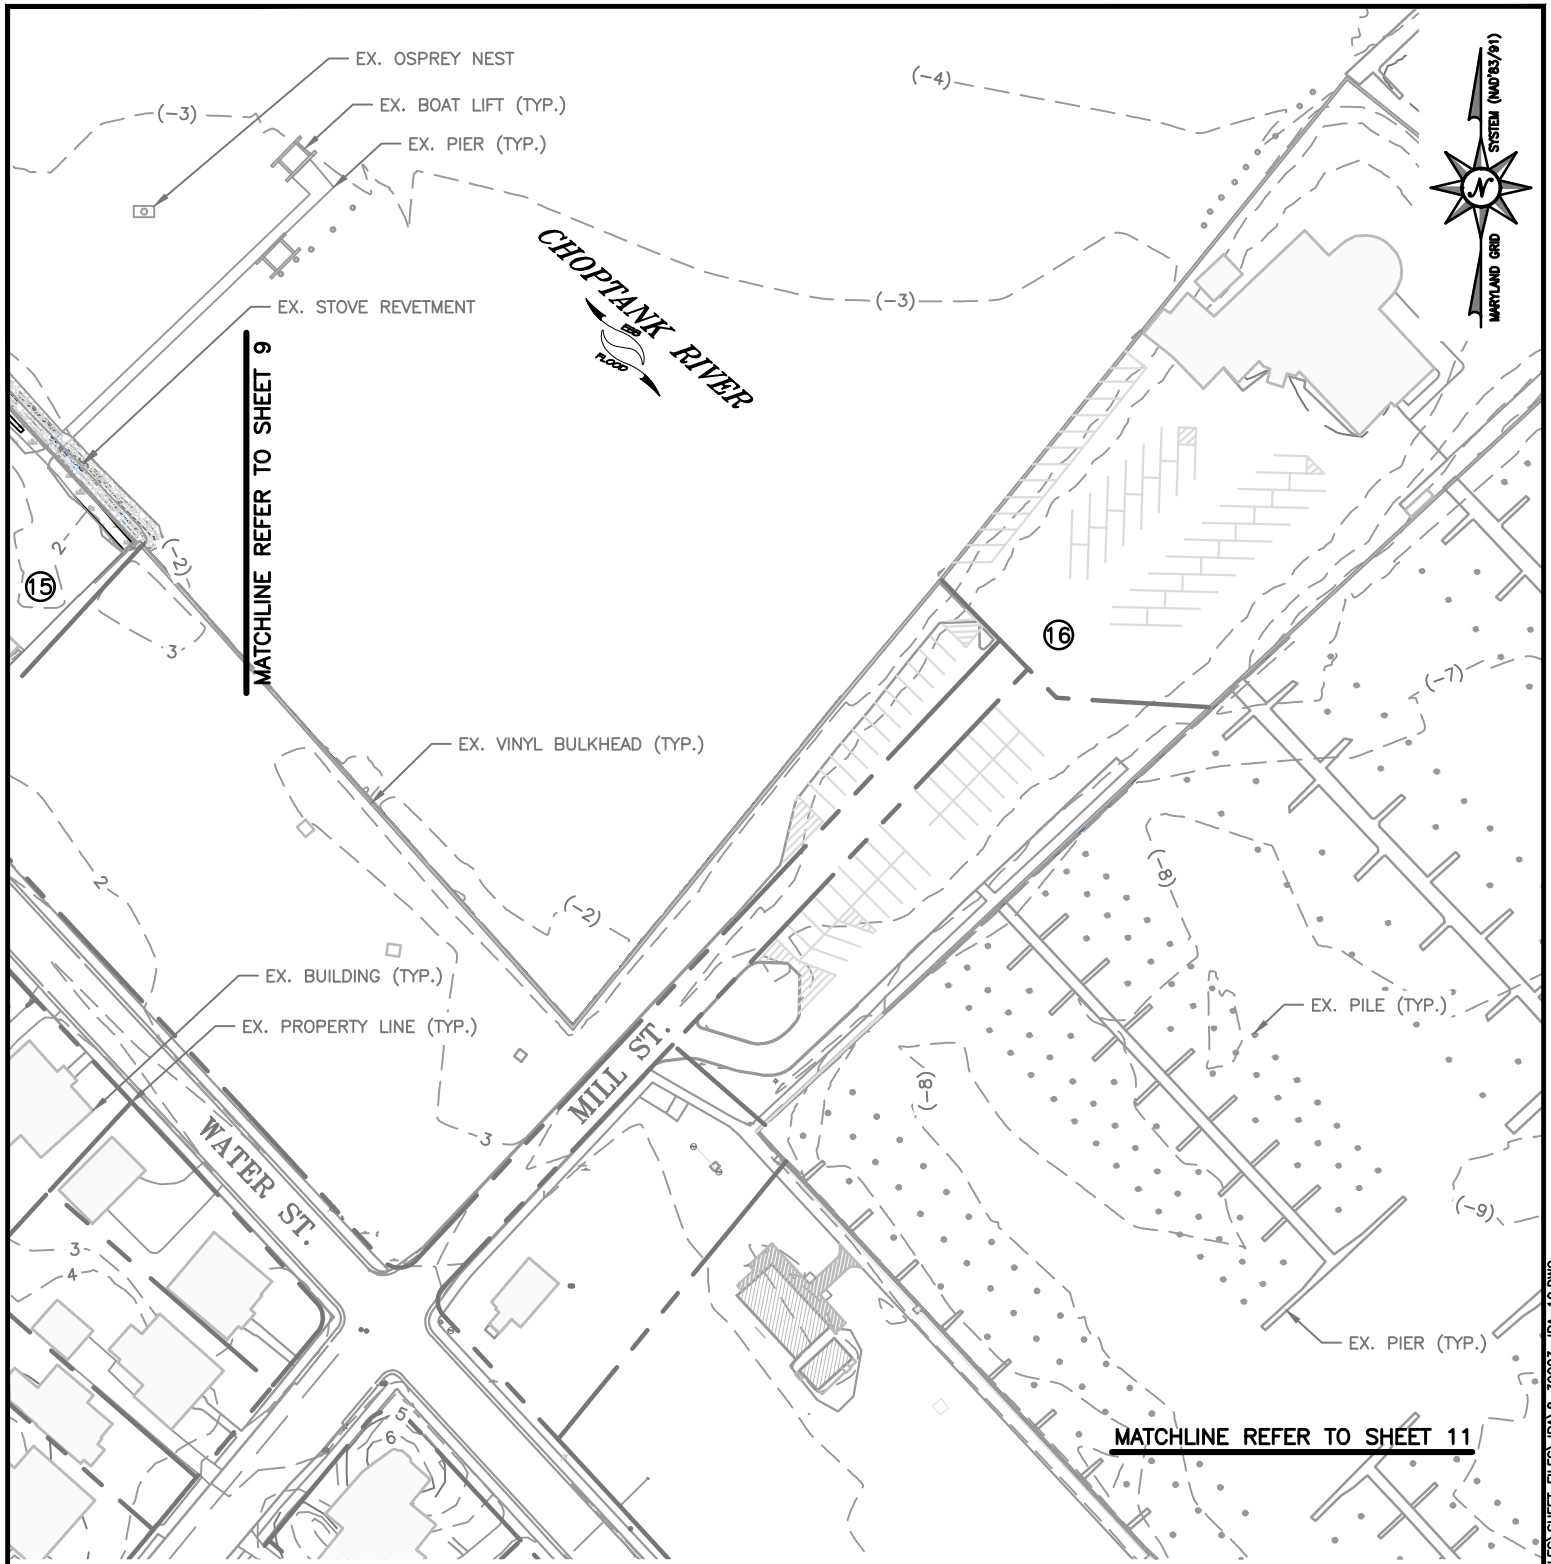 EX. OSPREY NEST
EX. BOAT LIFT (TYP.)
EX. PIER (TYP.)
(-3)
(-4)
SYSTEM (NAD'83/91)
N
MARYLAND GRID
CHOPTANK RIVER
EBB
FLOOD
(-3)
EX. STOVE REVETMENT
MATCHLINE REFER TO SHEET 9
2
(-2)
15
3
16
(-7)
EX. VINYL BULKHEAD (TYP.)
2
(-2)
(-8)
EX. BUILDING (TYP.)
EX. PROPERTY LINE (TYP.)
EX. PILE (TYP.)
MILL ST.
(-8)
3
WATER ST.
(-9)
3
4
EX. PIER (TYP.)
5
6
MATCHLINE REFER TO SHEET 11